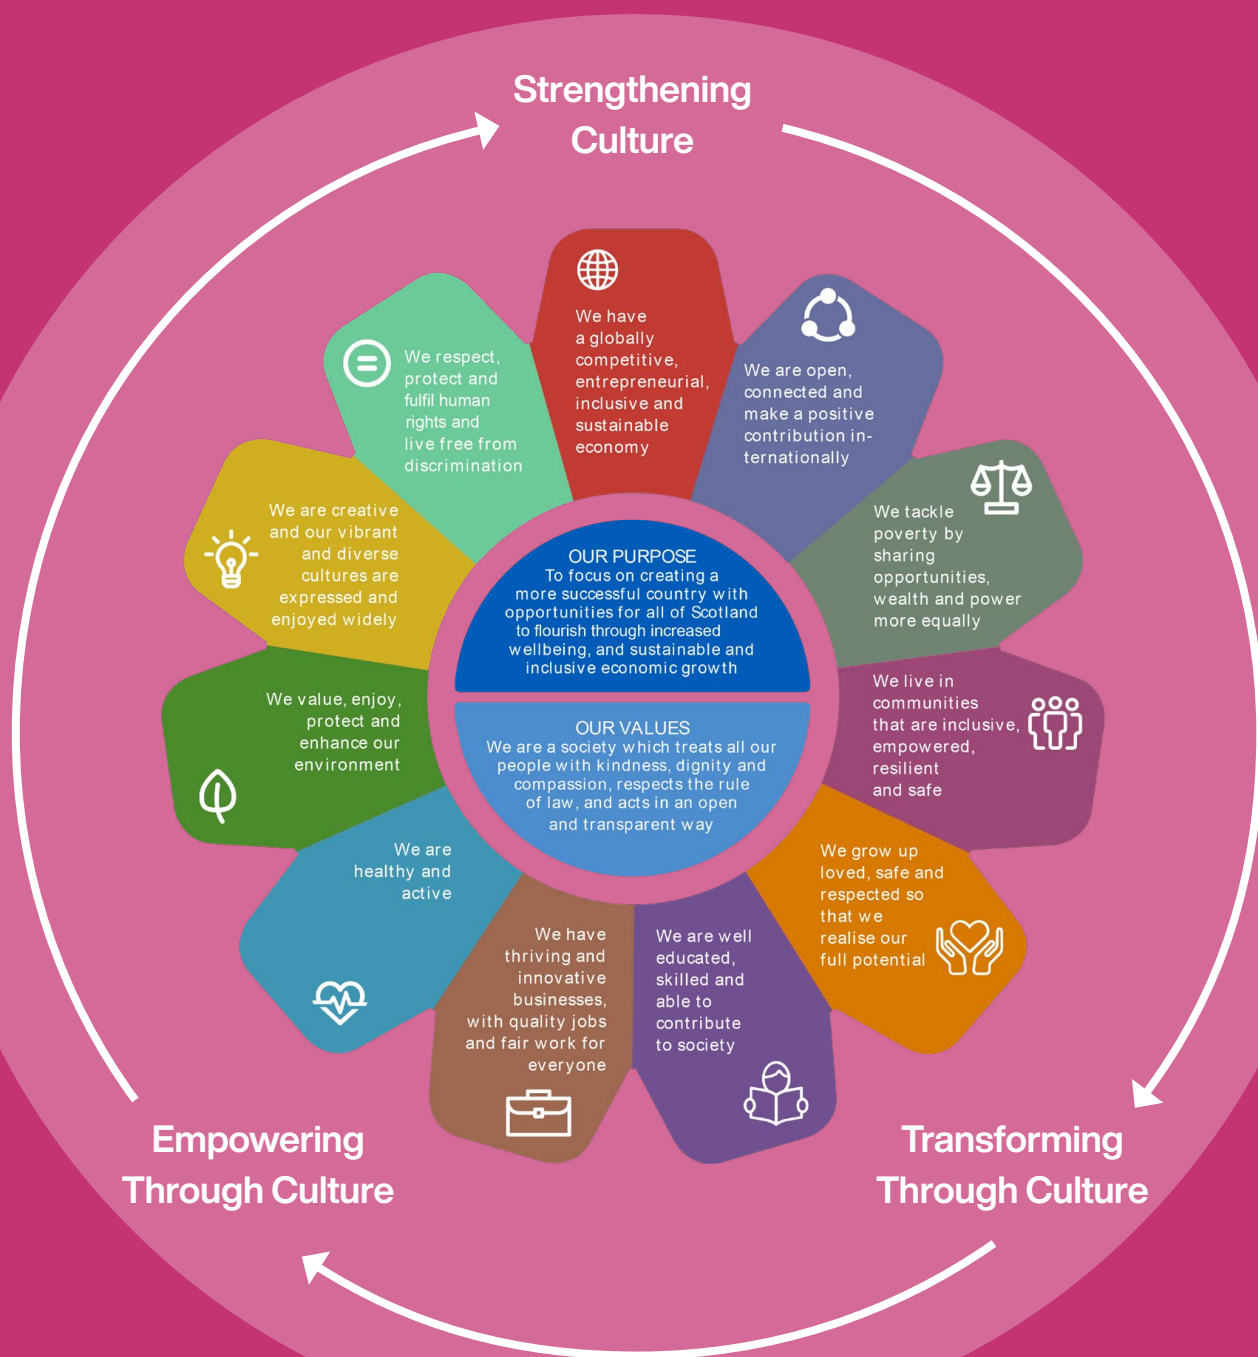 Strengthening
Culture
We have
a globally
competitive,
entrepreneurial,
inclusive and
sustainable
economy
We are open,
connected and
make a positive
contribution in-
ternationally
We tackle
poverty by
sharing
opportunities,
wealth and power
more equally
We live in
communities
that are inclusive,
empowered,
resilient
and safe
We grow up
loved, safe and
respected so
that we
realise our
full potential
We are well
educated,
skilled and
able to
contribute
to society
We have
thriving and
innovative
businesses,
with quality jobs
and fair work for
everyone
We are
healthy and
active
We value, enjoy,
protect and
enhance our
environment
We are creative
and our vibrant
and diverse
cultures are
expressed and
enjoyed widely
We respect,
protect and
fulfil human
rights and
live free from
discrimination
OUR PURPOSE
To focus on creating a
more successful country with
opportunities for all of Scotland
to flourish through increased
wellbeing, and sustainable and
inclusive economic growth
OUR VALUES
We are a society which treats all our
people with kindness, dignity and
compassion, respects the rule
of law, and acts in an open
and transparent way
Empowering
Through Culture
Transforming
Through Culture